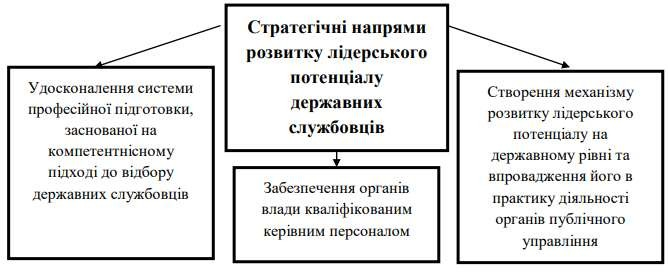 Стратегічні напрями
розвитку лідерського
потенціалу
державних
службовців
Удосконалення системи
професійної підготовки,
заснованої на
компетентнісному
підході до відбору
державних службовців
Забезпечення органів
влади кваліфікованим
керівним персоналом
Створення механізму
розвитку лідерського
потенціалу на
державному рівні та
впровадження його в
практику діяльності
органів публічного
управління